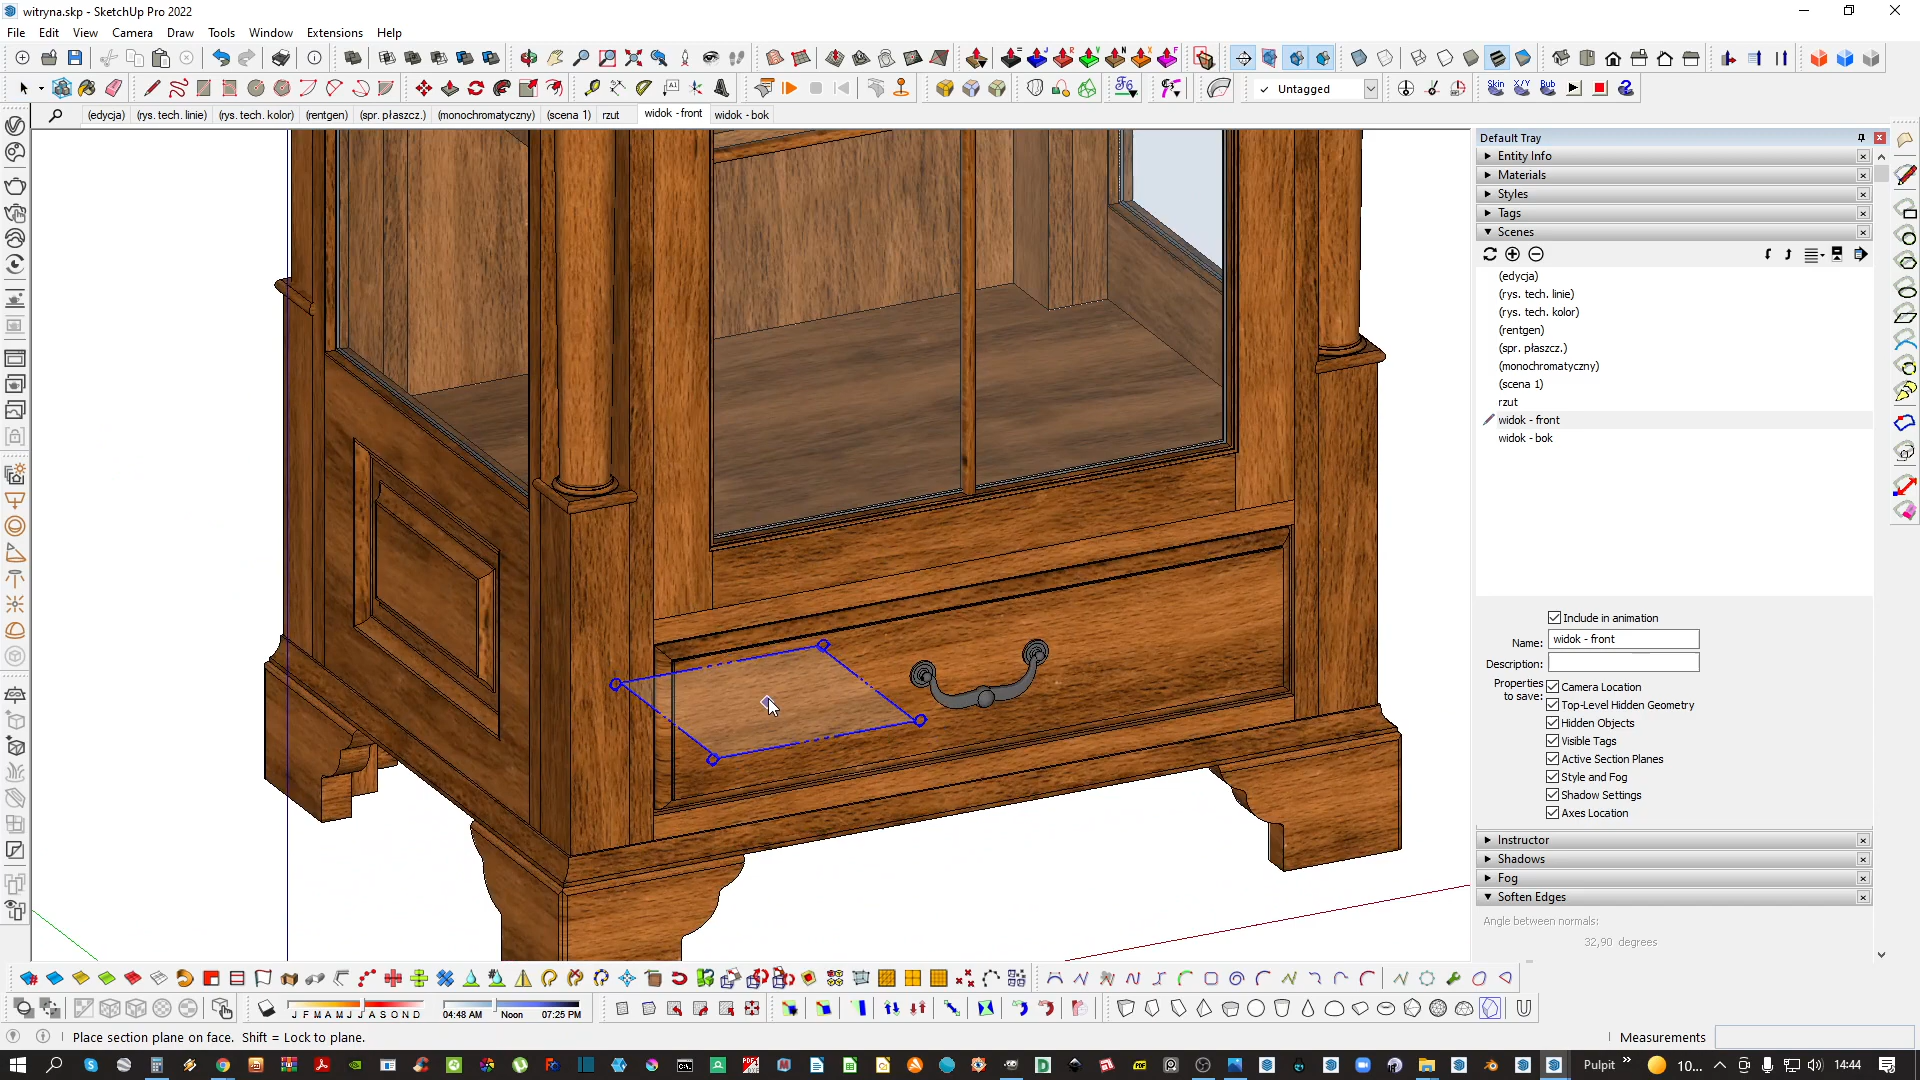 witryna.skp - SketchUp Pro 2022
File Edit View Camera Draw Tools Window Extensions Help
Untagged
Skin X/Y Bub
(edycja) (rys. tech. linie) (rys. tech. kolor) (rentgen) (spr. płaszcz.) (monochromatyczny) (scena 1) rzut widok - front widok - bok
Default Tray
Entity Info
Materials
Styles
Tags
Scenes
(edycja)
(rys. tech. linie)
(rys. tech. kolor)
(rentgen)
(spr. płaszcz.)
(monochromatyczny)
(scena 1)
rzut
widok - front
widok - bok
Include in animation
Name: widok - front
Description:
Properties to save:
Camera Location
Top-Level Hidden Geometry
Hidden Objects
Visible Tags
Active Section Planes
Style and Fog
Shadow Settings
Axes Location
Instructor
Shadows
Fog
Soften Edges
Angle between normals:
32,90 degrees
J F M A M J J A S O N D 04:48 AM Noon 07:25 PM
Place section plane on face. Shift = Lock to plane.
Measurements
Pulpit 10... 14:44